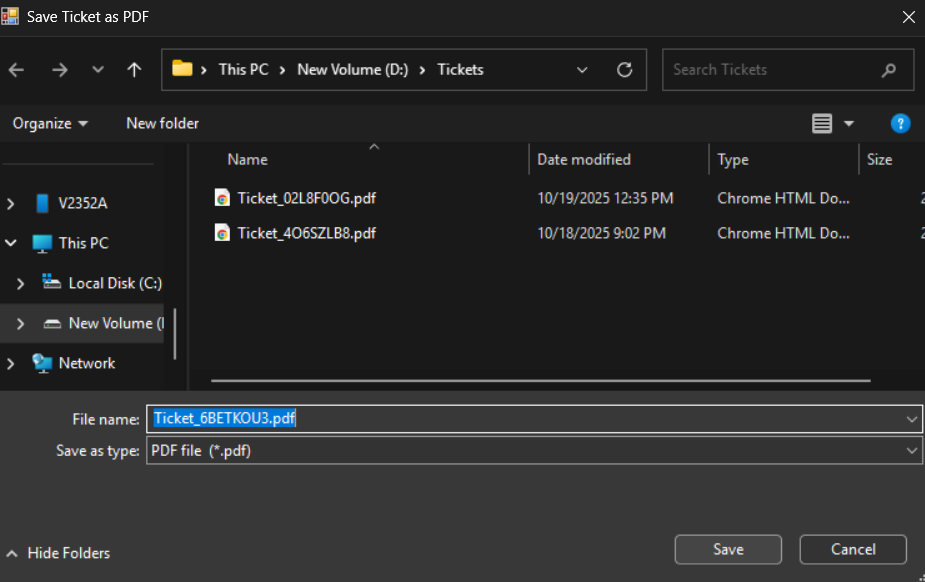 Save Ticket as PDF
This PC > New Volume (D:) > Tickets
Search Tickets
Organize
New folder
Name
Date modified
Type
Size
Ticket_02L8F0OG.pdf
10/19/2025 12:35 PM
Chrome HTML Do...
2
Ticket_4O6SZLB8.pdf
10/18/2025 9:02 PM
Chrome HTML Do...
2
V2352A
This PC
Local Disk (C:)
New Volume (
Network
File name: Ticket_6BETKOU3.pdf
Save as type: PDF file (*.pdf)
Hide Folders
Save
Cancel